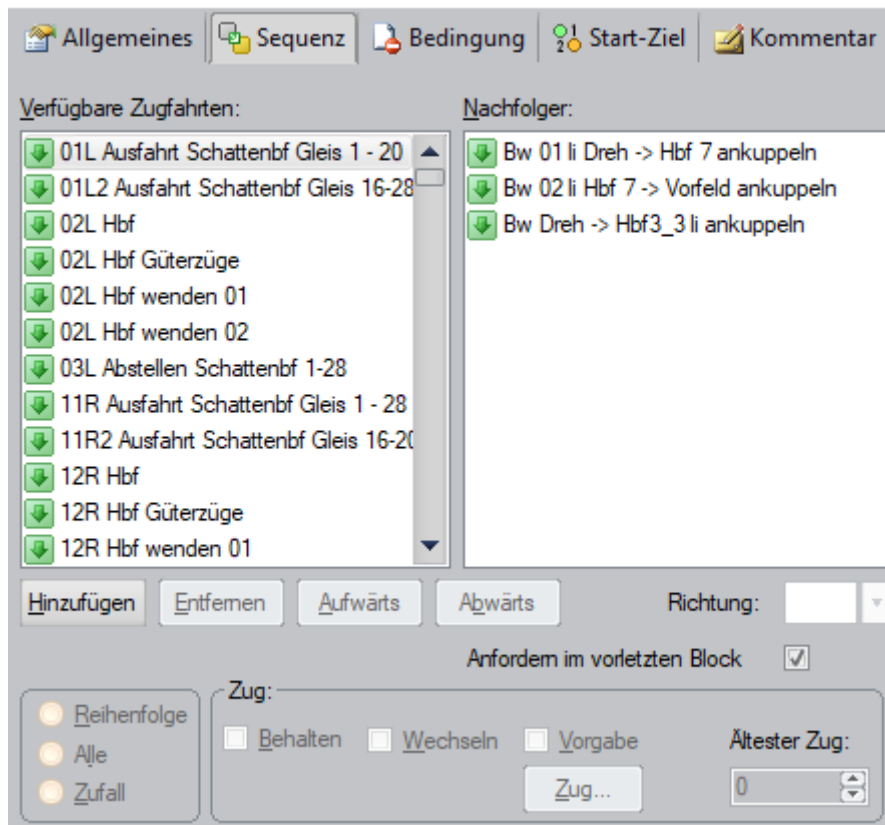 Allgemeines Sequenz Bedingung Start-Ziel Kommentar
Verfügbare Zugfahrten:
01L Ausfahrt Schattenbf Gleis 1 - 20
01L2 Ausfahrt Schattenbf Gleis 16-28
02L Hbf
02L Hbf Güterzüge
02L Hbf wenden 01
02L Hbf wenden 02
03L Abstellen Schattenbf 1-28
11R Ausfahrt Schattenbf Gleis 1 - 28
11R2 Ausfahrt Schattenbf Gleis 16-20
12R Hbf
12R Hbf Güterzüge
12R Hbf wenden 01
Nachfolger:
Bw 01 li Dreh -> Hbf 7 ankuppeln
Bw 02 li Hbf 7 -> Vorfeld ankuppeln
Bw Dreh -> Hbf3_3 li ankuppeln
Hinzufügen Entfernen Aufwärts Abwärts Richtung:
Anfordern im vorletzten Block
Reihenfolge
Alle
Zufall
Zug:
Behalten Wechseln Vorgabe Ältester Zug:
Zug... 0